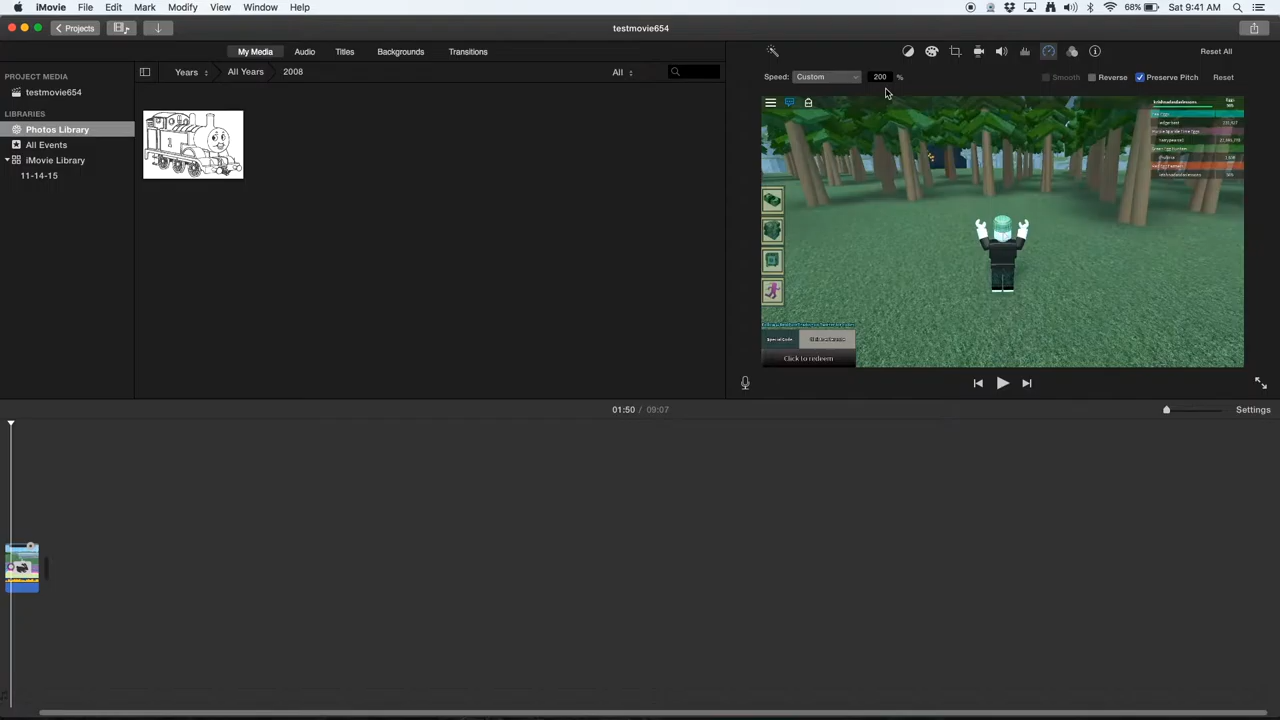 iMovie File Edit Mark Modify View Window Help
68% Sat 9:41 AM
Projects
testmovie654
My Media Audio Titles Backgrounds Transitions
Reset All
PROJECT MEDIA
testmovie654
LIBRARIES
Photos Library
All Events
iMovie Library
11-14-15
Years All Years 2008
All
Speed: Custom 200 % Smooth Reverse Preserve Pitch Reset
Click to redeem
01:50 / 09:07
Settings